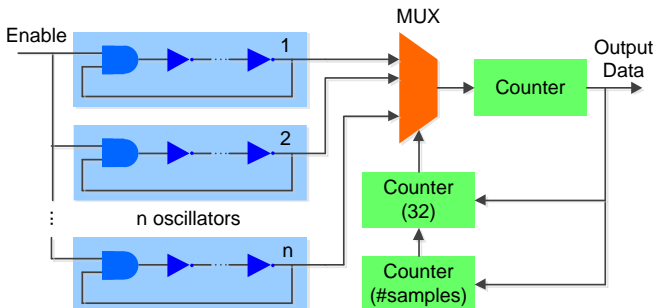 MUX
Enable
1
Output
Data
Counter
2
Counter
(32)
n oscillators
n
Counter
(#samples)